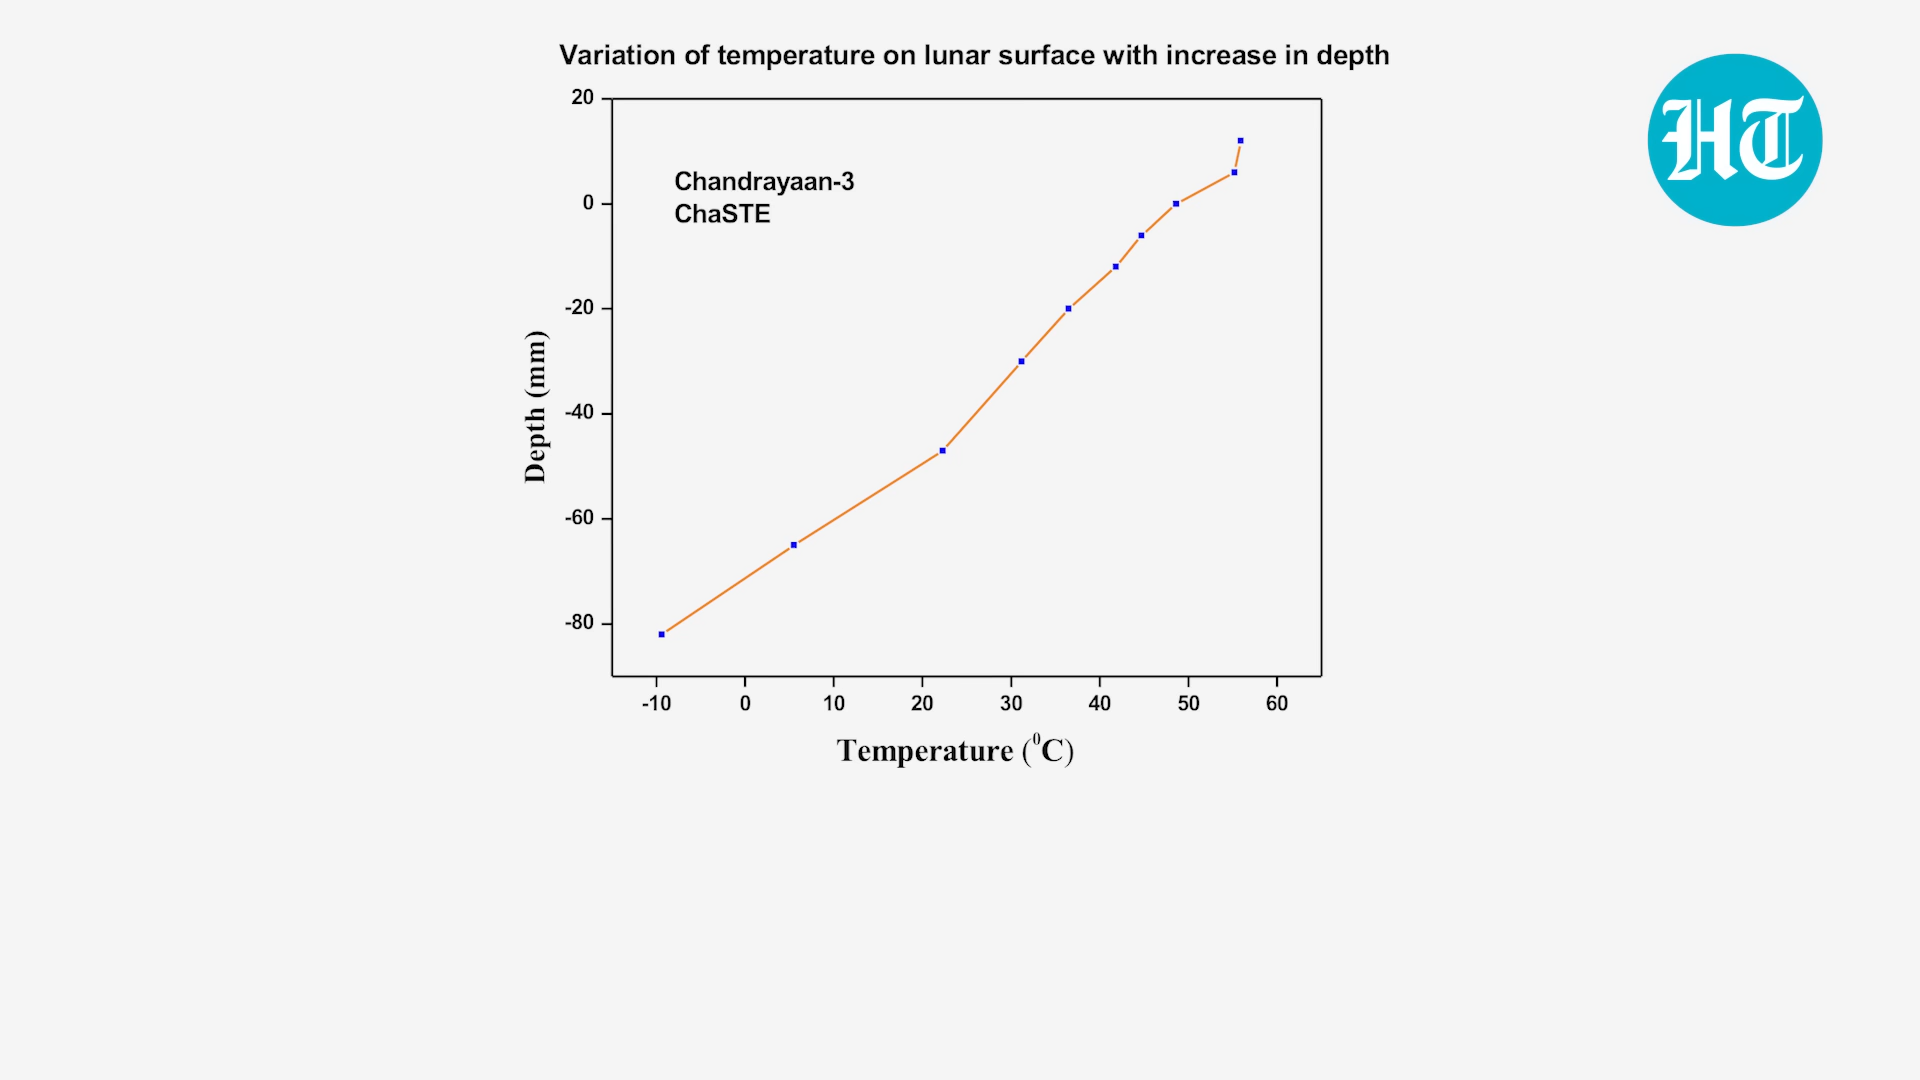 Variation of temperature on lunar surface with increase in depth
HT
Chandrayaan-3
ChaSTE
20
0
-20
-40
-60
-80
Depth (mm)
-10 0 10 20 30 40 50 60
Temperature (⁰C)